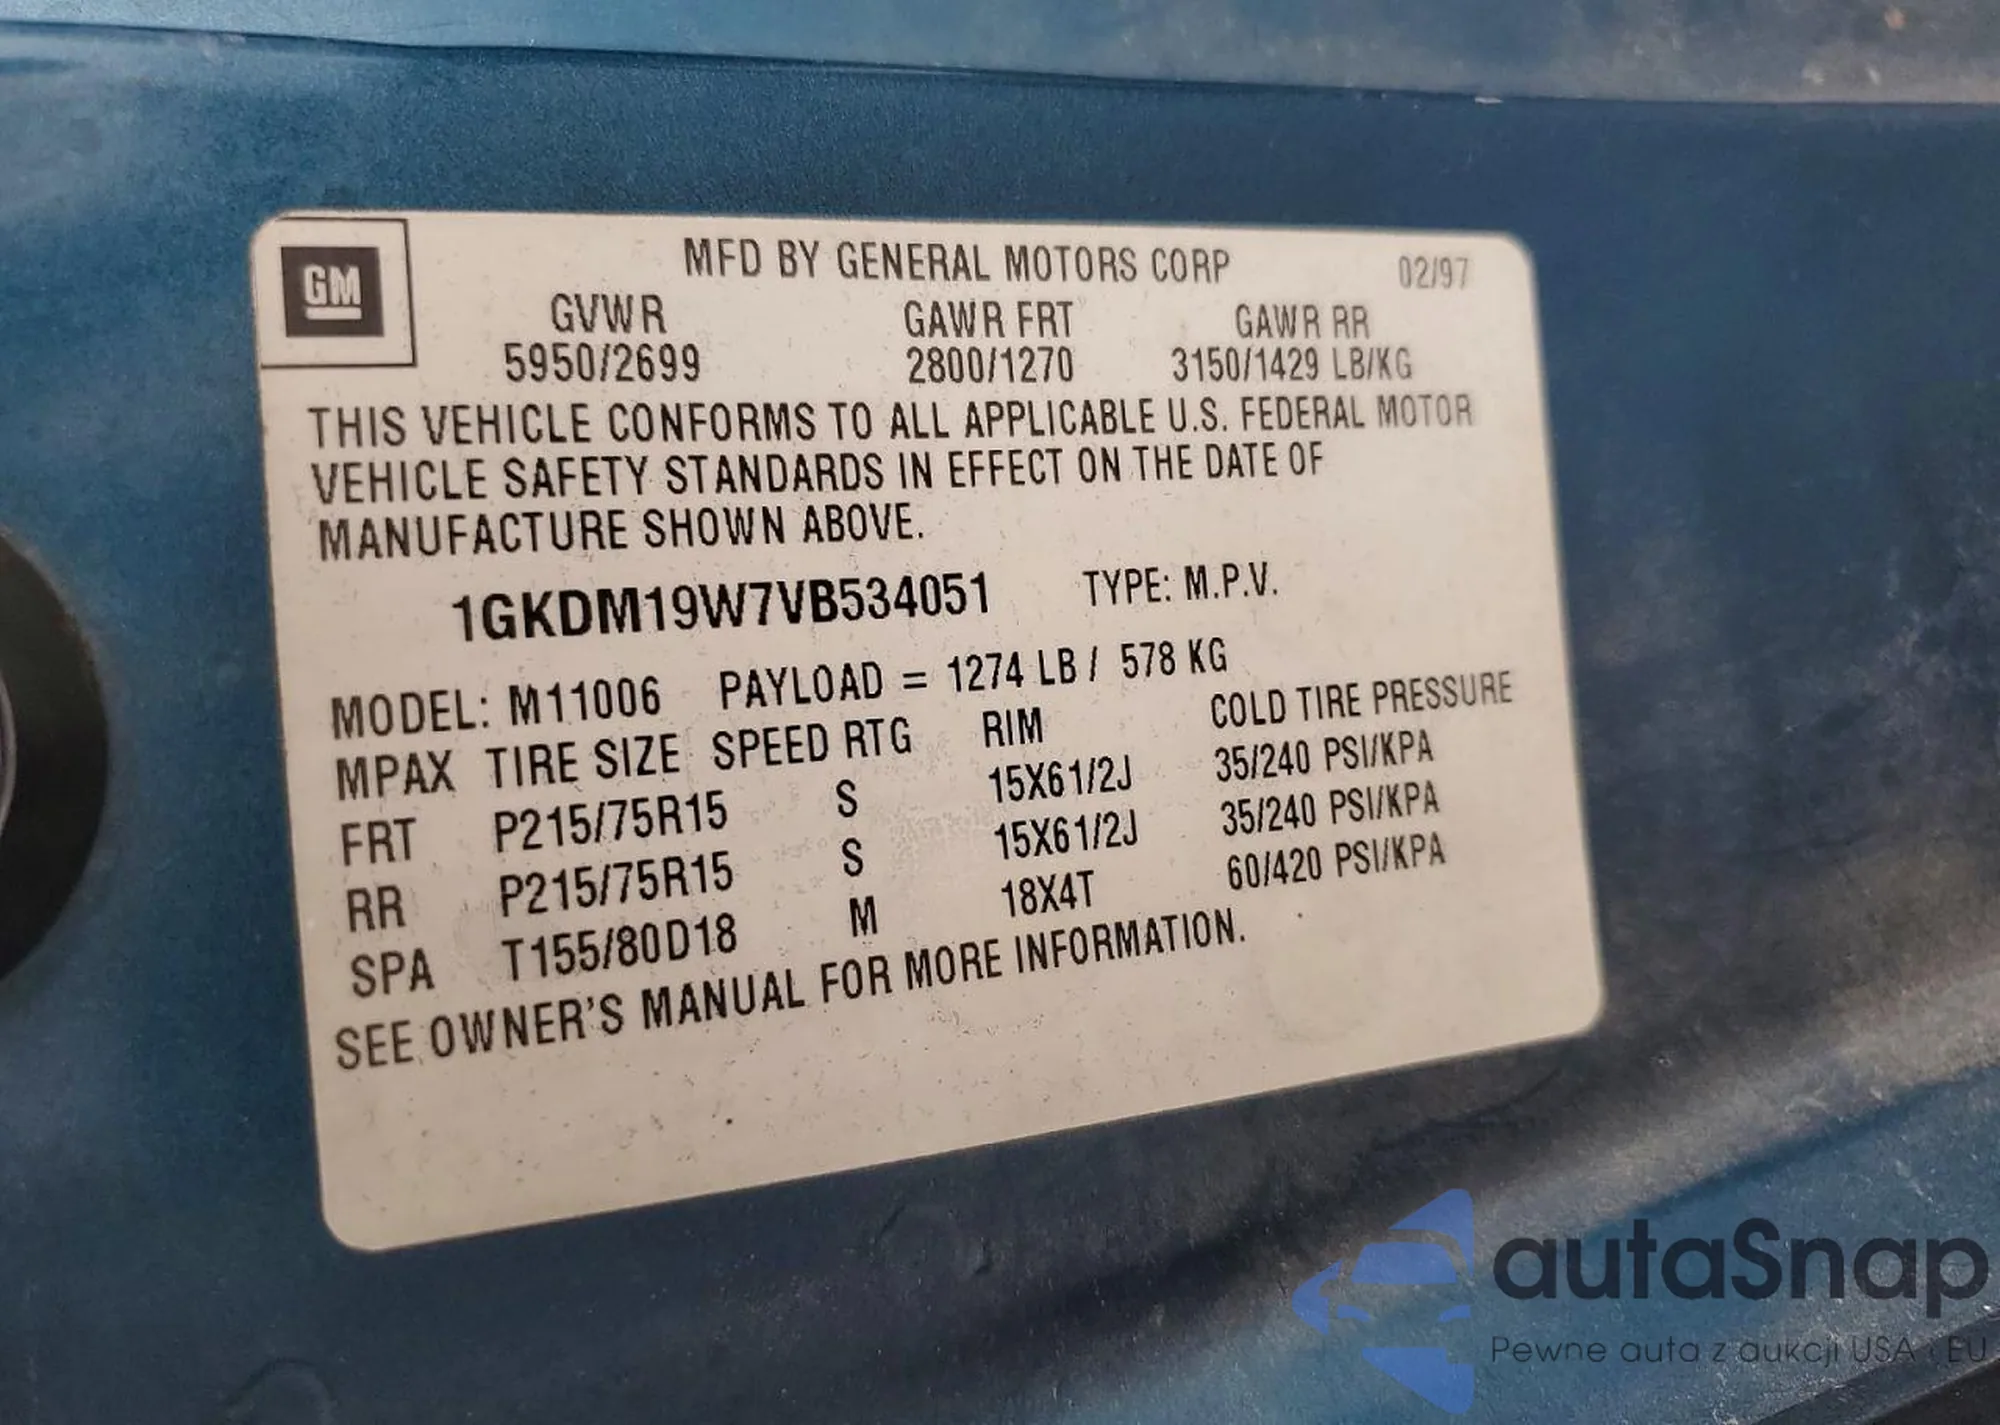 GM
MFD BY GENERAL MOTORS CORP 02/97
GVWR GAWR FRT GAWR RR
5950/2699 2800/1270 3150/1429 LB/KG
THIS VEHICLE CONFORMS TO ALL APPLICABLE U.S. FEDERAL MOTOR
VEHICLE SAFETY STANDARDS IN EFFECT ON THE DATE OF
MANUFACTURE SHOWN ABOVE.
1GKDM19W7VB534051 TYPE: M.P.V.
MODEL: M11006 PAYLOAD = 1274 LB / 578 KG
MPAX TIRE SIZE SPEED RTG RIM COLD TIRE PRESSURE
FRT P215/75R15 S 15X61/2J 35/240 PSI/KPA
RR P215/75R15 S 15X61/2J 35/240 PSI/KPA
SPA T155/80D18 M 18X4T 60/420 PSI/KPA
SEE OWNER'S MANUAL FOR MORE INFORMATION.
autaSnap
Pewne auta z aukcji USA i EU